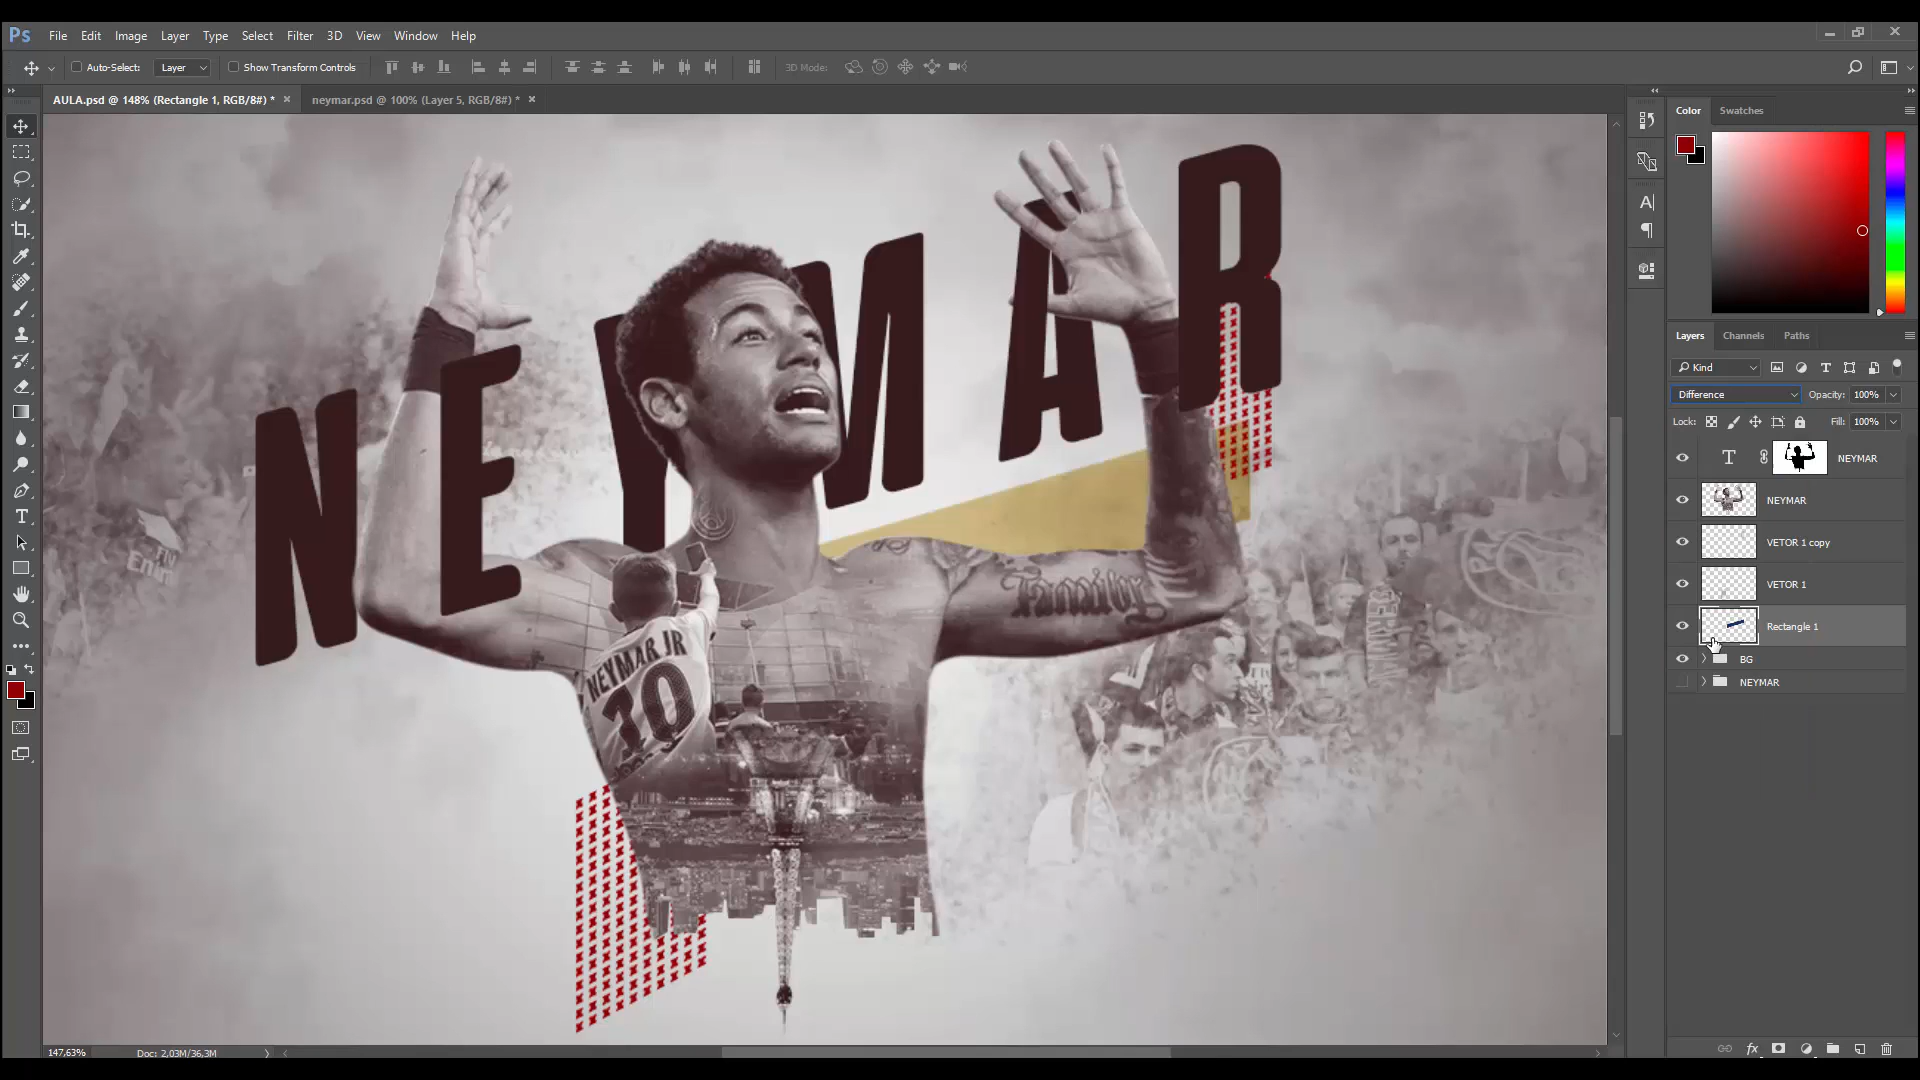 Ps File Edit Image Layer Type Select Filter 3D View Window Help
Auto-Select: Layer Show Transform Controls 3D Mode:
AULA.psd @ 148% (Rectangle 1, RGB/8#) * × neymar.psd @ 100% (Layer 5, RGB/8#) * ×
Color Swatches
Layers Channels Paths
Kind
Difference Opacity: 100%
Lock: Fill: 100%
NEYMAR
NEYMAR
VETOR 1 copy
VETOR 1
Rectangle 1
BG
NEYMAR
NEYMAR
Family
NEYMAR JR
10
147,63% Doc: 2,03M/36,3M